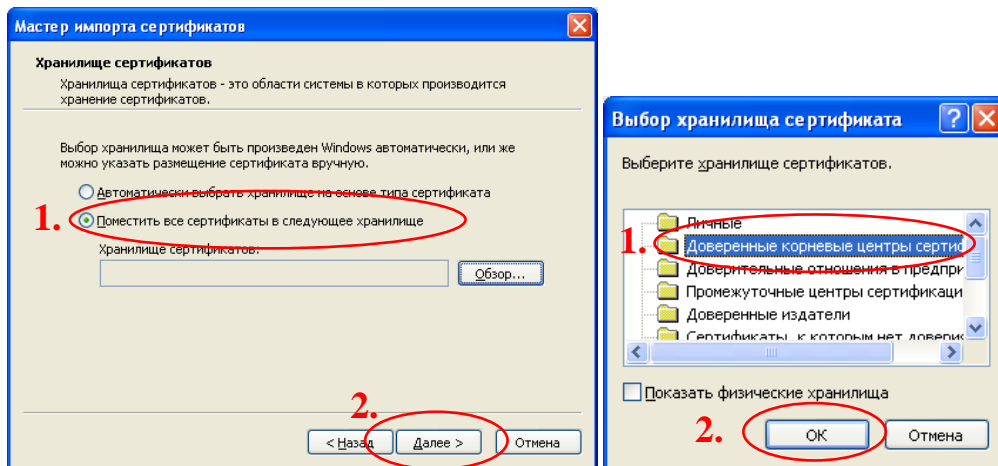 Мастер импорта сертификатов
Хранилище сертификатов
Хранилища сертификатов - это области системы в которых производится
хранение сертификатов.
Выбор хранилища может быть произведен Windows автоматически, или же
можно указать размещение сертификата вручную.
Автоматически выбрать хранилище на основе типа сертификата
1.
Поместить все сертификаты в следующее хранилище
Хранилище сертификатов:
Обзор...
2.
< Назад
Далее >
Отмена
Выбор хранилища сертификата
Выберите хранилище сертификатов.
Личные
1.
Доверенные корневые центры сертиф
Доверительные отношения в предпри
Промежуточные центры сертификаци
Доверенные издатели
Сертификаты, к которым нет доверия
Показать физические хранилища
2.
OK
Отмена